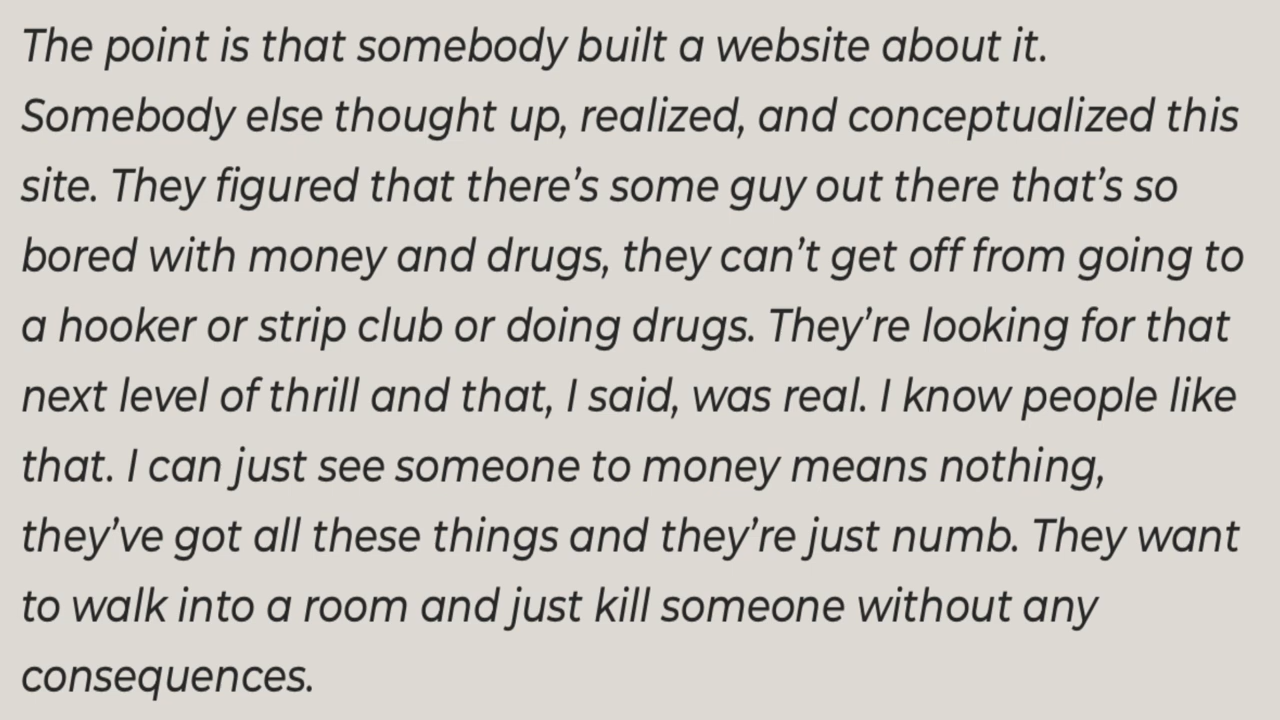 The point is that somebody built a website about it.
Somebody else thought up, realized, and conceptualized this
site. They figured that there’s some guy out there that’s so
bored with money and drugs, they can’t get off from going to
a hooker or strip club or doing drugs. They’re looking for that
next level of thrill and that, I said, was real. I know people like
that. I can just see someone to money means nothing,
they’ve got all these things and they’re just numb. They want
to walk into a room and just kill someone without any
consequences.